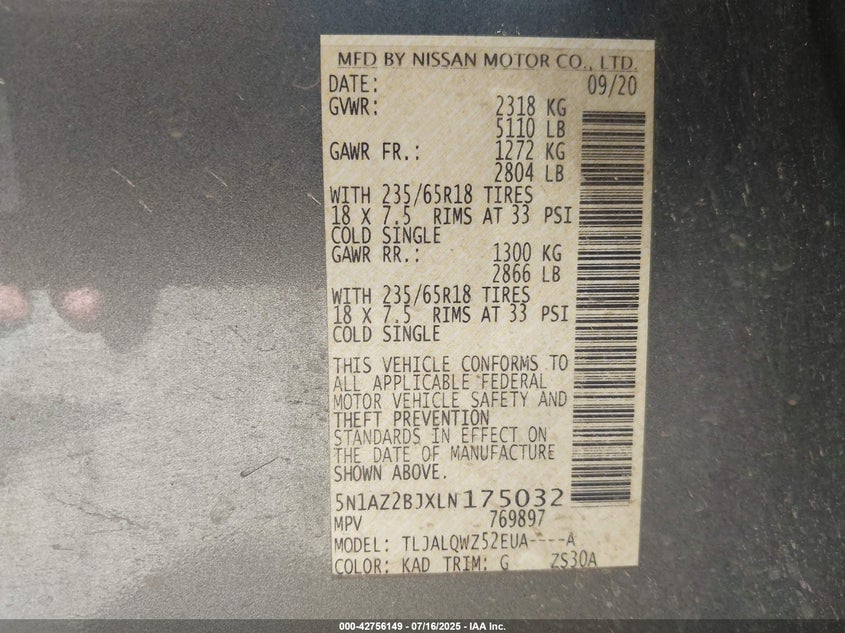 MFD BY NISSAN MOTOR CO., LTD.
DATE: 09/20
GVWR: 2318 KG
5110 LB
GAWR FR.: 1272 KG
2804 LB
WITH 235/65R18 TIRES
18 X 7.5 RIMS AT 33 PSI
COLD SINGLE
GAWR RR.: 1300 KG
2866 LB
WITH 235/65R18 TIRES
18 X 7.5 RIMS AT 33 PSI
COLD SINGLE
THIS VEHICLE CONFORMS TO
ALL APPLICABLE FEDERAL
MOTOR VEHICLE SAFETY AND
THEFT PREVENTION
STANDARDS IN EFFECT ON
THE DATE OF MANUFACTURE
SHOWN ABOVE.
5N1AZ2BJXLN175032
MPV 769897
MODEL: TLJALQWZ52EUA----A
COLOR: KAD TRIM: G ZS30A
000-42756149 - 07/16/2025 - IAA Inc.